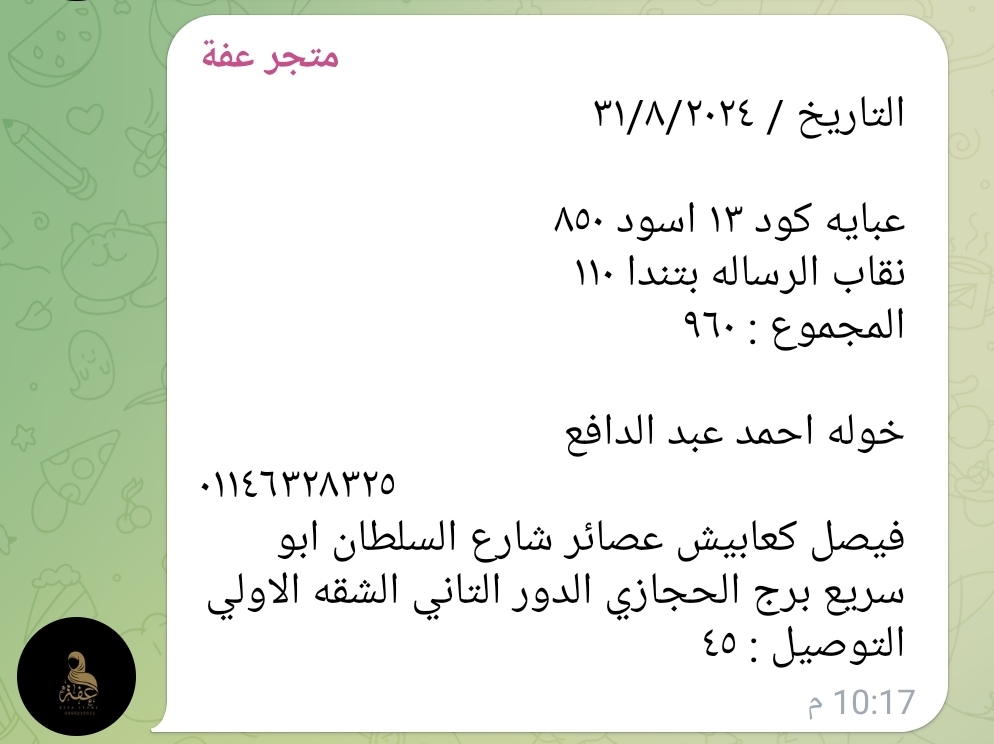 متجر عفة
التاريخ / ٣١/٨/٢٠٢٤
عبايه كود ١٣ اسود ٨٥٠
نقاب الرساله بتندا ١١٠
المجموع : ٩٦٠
خوله احمد عبد الدافع
٠١١٤٦٣٢٨٣٢٥
فيصل كعابيش عصائر شارع السلطان ابو
سريع برج الحجازي الدور التاني الشقه الاولي
التوصيل : ٤٥
10:17 م
عفة